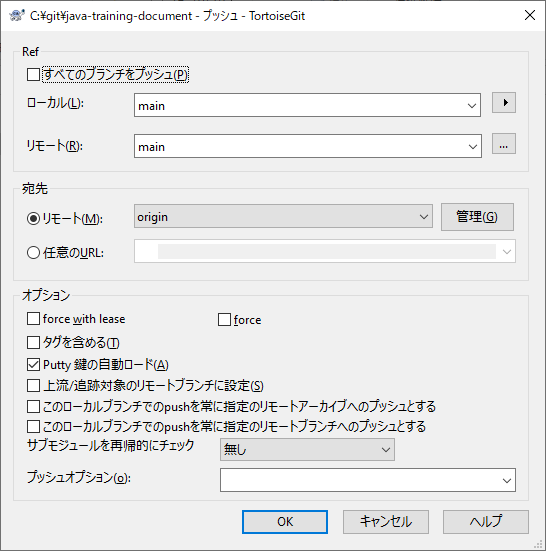 C:¥git¥java-training-document - プッシュ - TortoiseGit
Ref
すべてのブランチをプッシュ(P)
ローカル(L):
main
リモート(R):
main
...
宛先
リモート(M):
origin
管理(G)
任意のURL:
オプション
force with lease
force
タグを含める(T)
Putty 鍵の自動ロード(A)
上流/追跡対象のリモートブランチに設定(S)
このローカルブランチでのpushを常に指定のリモートアーカイブへのプッシュとする
このローカルブランチでのpushを常に指定のリモートブランチへのプッシュとする
サブモジュールを再帰的にチェック
無し
プッシュオプション(o):
OK
キャンセル
ヘルプ